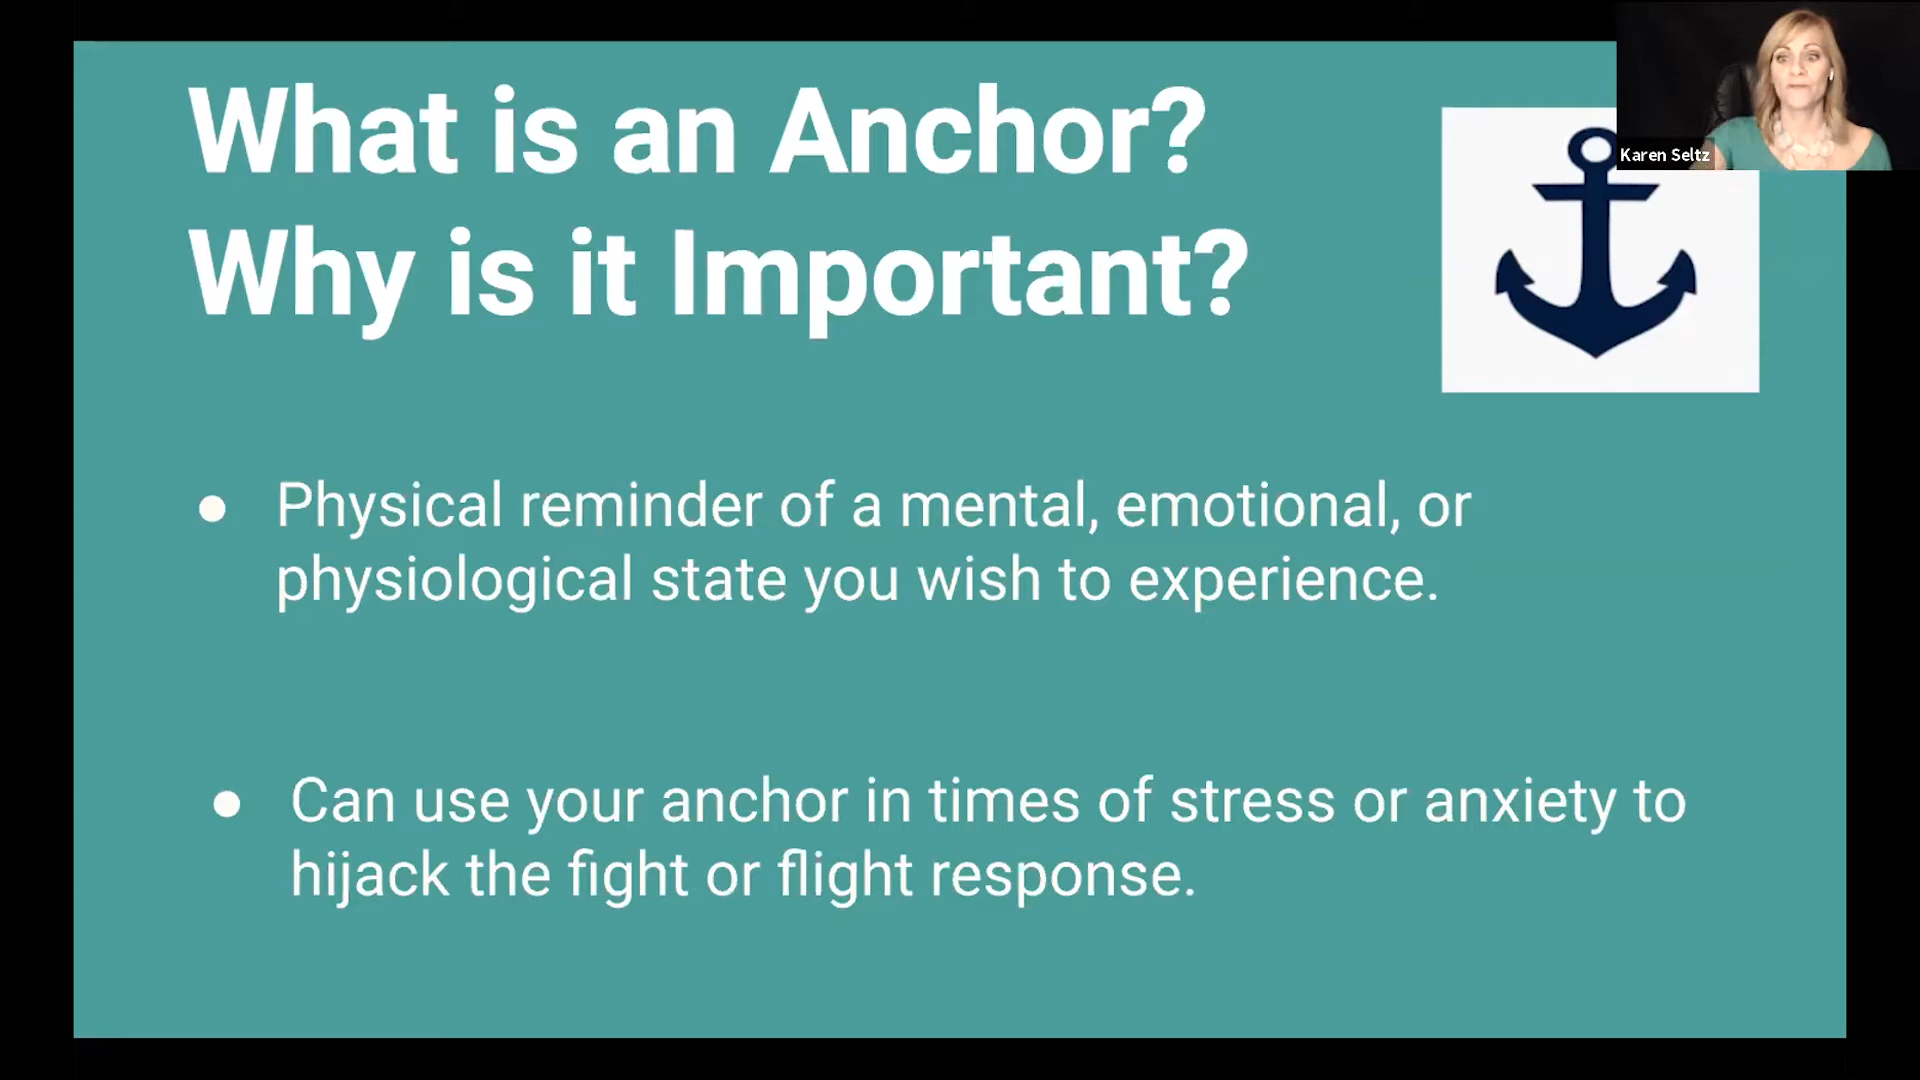 What is an Anchor?
Why is it Important?
Karen Seltz
● Physical reminder of a mental, emotional, or
physiological state you wish to experience.
● Can use your anchor in times of stress or anxiety to
hijack the fight or flight response.